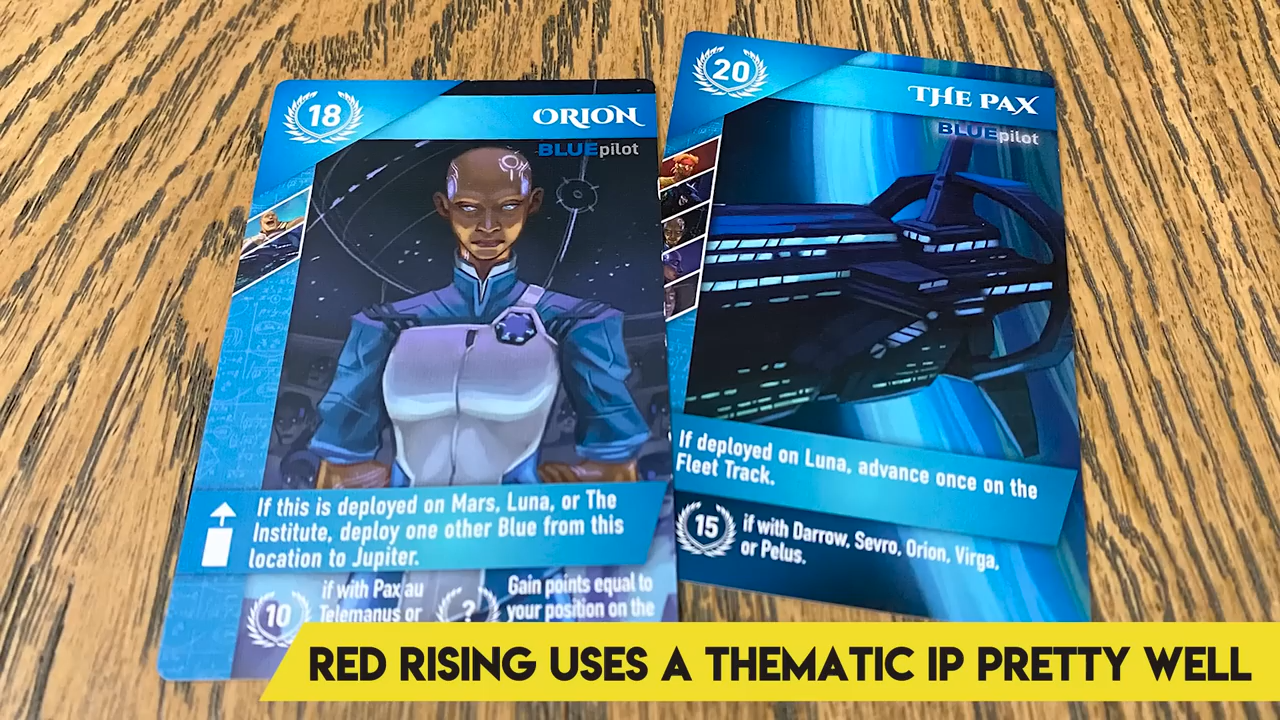 18
ORION
BLUEpilot
If this is deployed on Mars, Luna, or The
Institute, deploy one other Blue from this
location to Jupiter.
10
if with Pax au
Telemanus or
?
Gain points equal to
your position on the
20
THE PAX
BLUEpilot
If deployed on Luna, advance once on the
Fleet Track.
15
if with Darrow, Sevro, Orion, Virga,
or Pelus.
RED RISING USES A THEMATIC IP PRETTY WELL